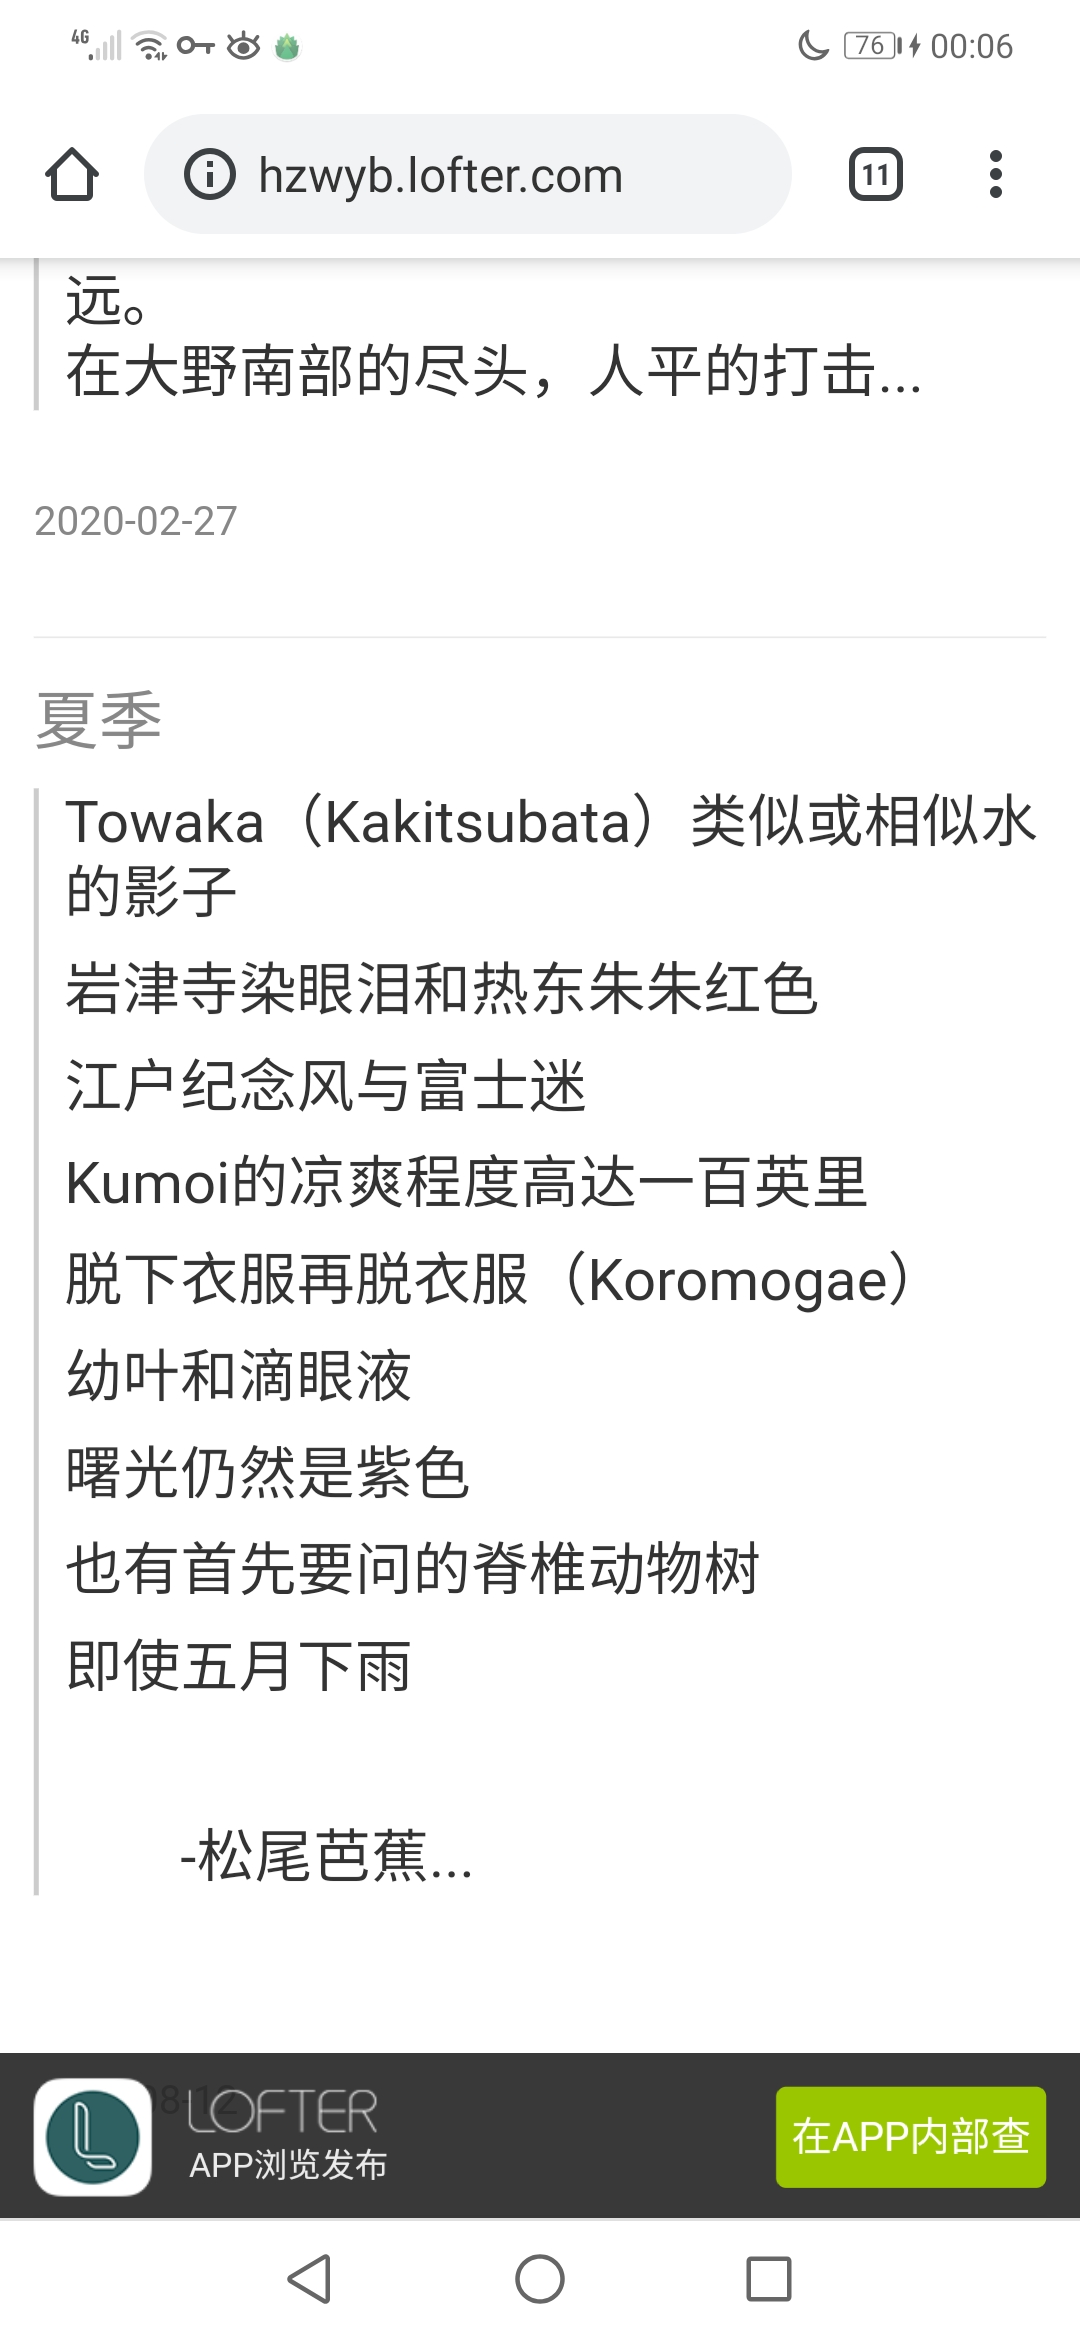 4G
76
00:06
hzwyb.lofter.com
11
远。
在大野南部的尽头，人平的打击...
2020-02-27
夏季
Towaka（Kakitsubata）类似或相似水
的影子
岩津寺染眼泪和热东朱朱红色
江户纪念风与富士迷
Kumoi的凉爽程度高达一百英里
脱下衣服再脱衣服（Koromogae）
幼叶和滴眼液
曙光仍然是紫色
也有首先要问的脊椎动物树
即使五月下雨
-松尾芭蕉...
08-12
LOFTER
APP浏览发布
在APP内部查